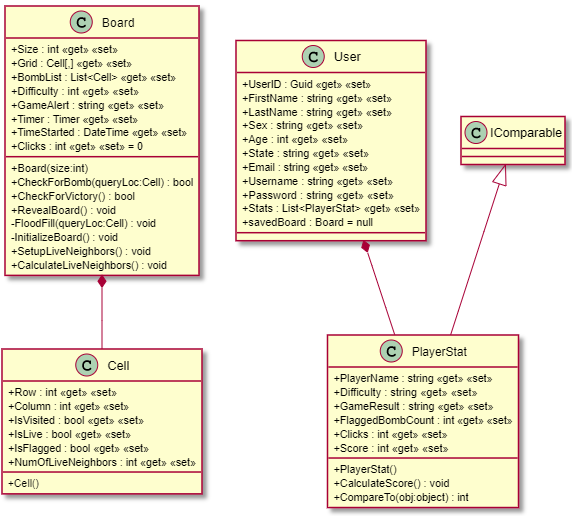 C Board
+Size : int «get» «set»
+Grid : Cell[,] «get» «set»
+BombList : List<Cell> «get» «set»
+Difficulty : int «get» «set»
+GameAlert : string «get» «set»
+Timer : Timer «get» «set»
+TimeStarted : DateTime «get» «set»
+Clicks : int «get» «set» = 0
+Board(size:int)
+CheckForBomb(queryLoc:Cell) : bool
+CheckForVictory() : bool
+RevealBoard() : void
-FloodFill(queryLoc:Cell) : void
-InitializeBoard() : void
+SetupLiveNeighbors() : void
+CalculateLiveNeighbors() : void
C User
+UserID : Guid «get» «set»
+FirstName : string «get» «set»
+LastName : string «get» «set»
+Sex : string «get» «set»
+Age : int «get» «set»
+State : string «get» «set»
+Email : string «get» «set»
+Username : string «get» «set»
+Password : string «get» «set»
+Stats : List<PlayerStat> «get» «set»
+savedBoard : Board = null
C IComparable
C Cell
+Row : int «get» «set»
+Column : int «get» «set»
+IsVisited : bool «get» «set»
+IsLive : bool «get» «set»
+IsFlagged : bool «get» «set»
+NumOfLiveNeighbors : int «get» «set»
+Cell()
C PlayerStat
+PlayerName : string «get» «set»
+Difficulty : string «get» «set»
+GameResult : string «get» «set»
+FlaggedBombCount : int «get» «set»
+Clicks : int «get» «set»
+Score : int «get» «set»
+PlayerStat()
+CalculateScore() : void
+CompareTo(obj:object) : int